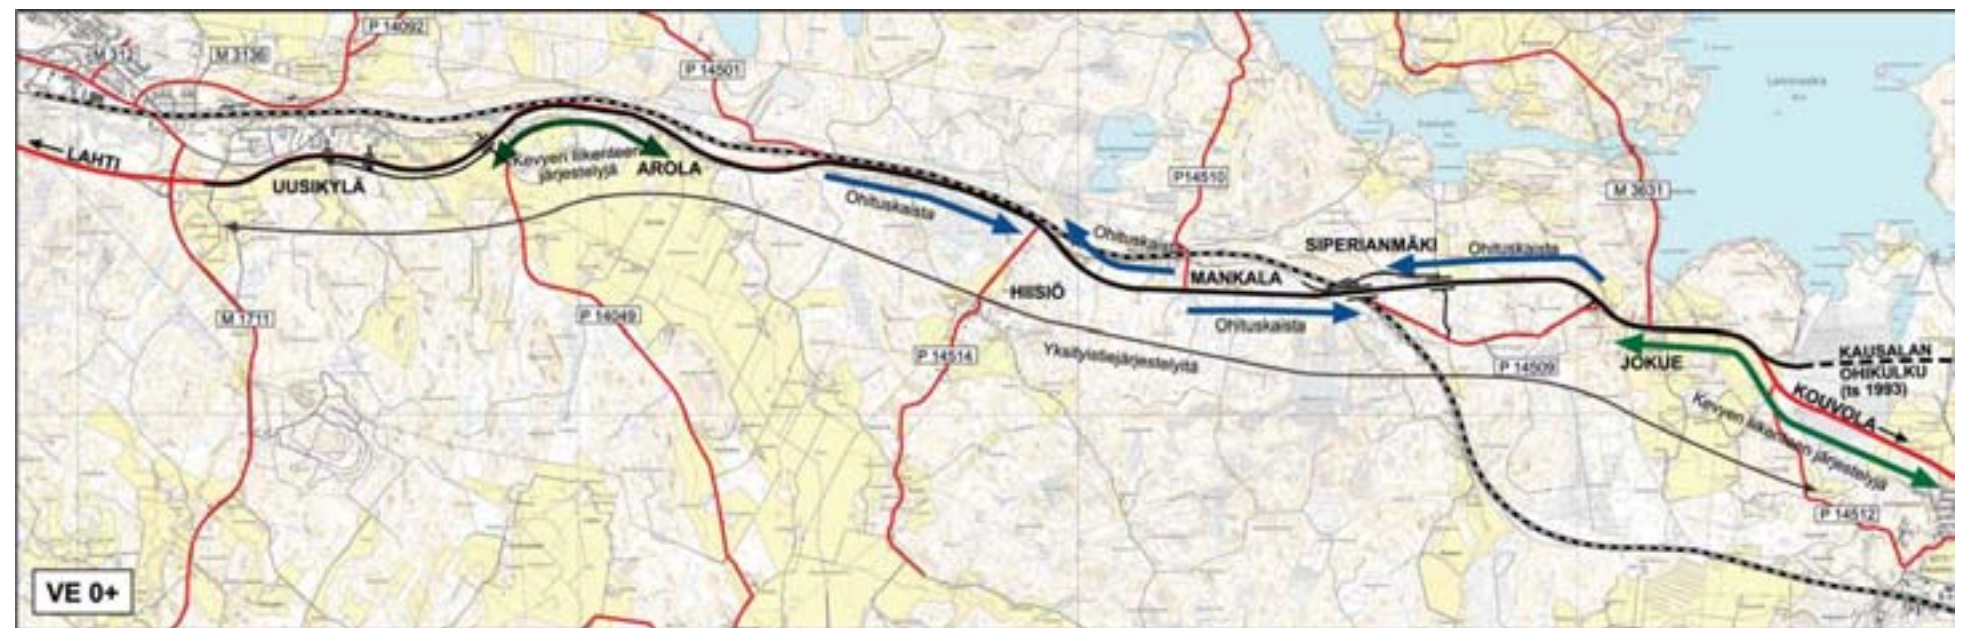 P 14092
M 312
M 3136
P 14501
LAHTI
UUSIKYLÄ
Kevyen liikenteen
järjestelyjä
AROLA
Ohituskaista
P14510
M 3631
Ohituskaista
SIPERIANMÄKI
Ohituskaista
MANKALA
HIISIÖ
M 1711
P 14049
Ohituskaista
P 14514
Yksityistiejärjestelyitä
P 14509
JOKUE
KAUSALAN
OHIKULKU
(ts 1993)
KOUVOLA
Kevyen liikenteen järjestelyjä
P 14512
VE 0+